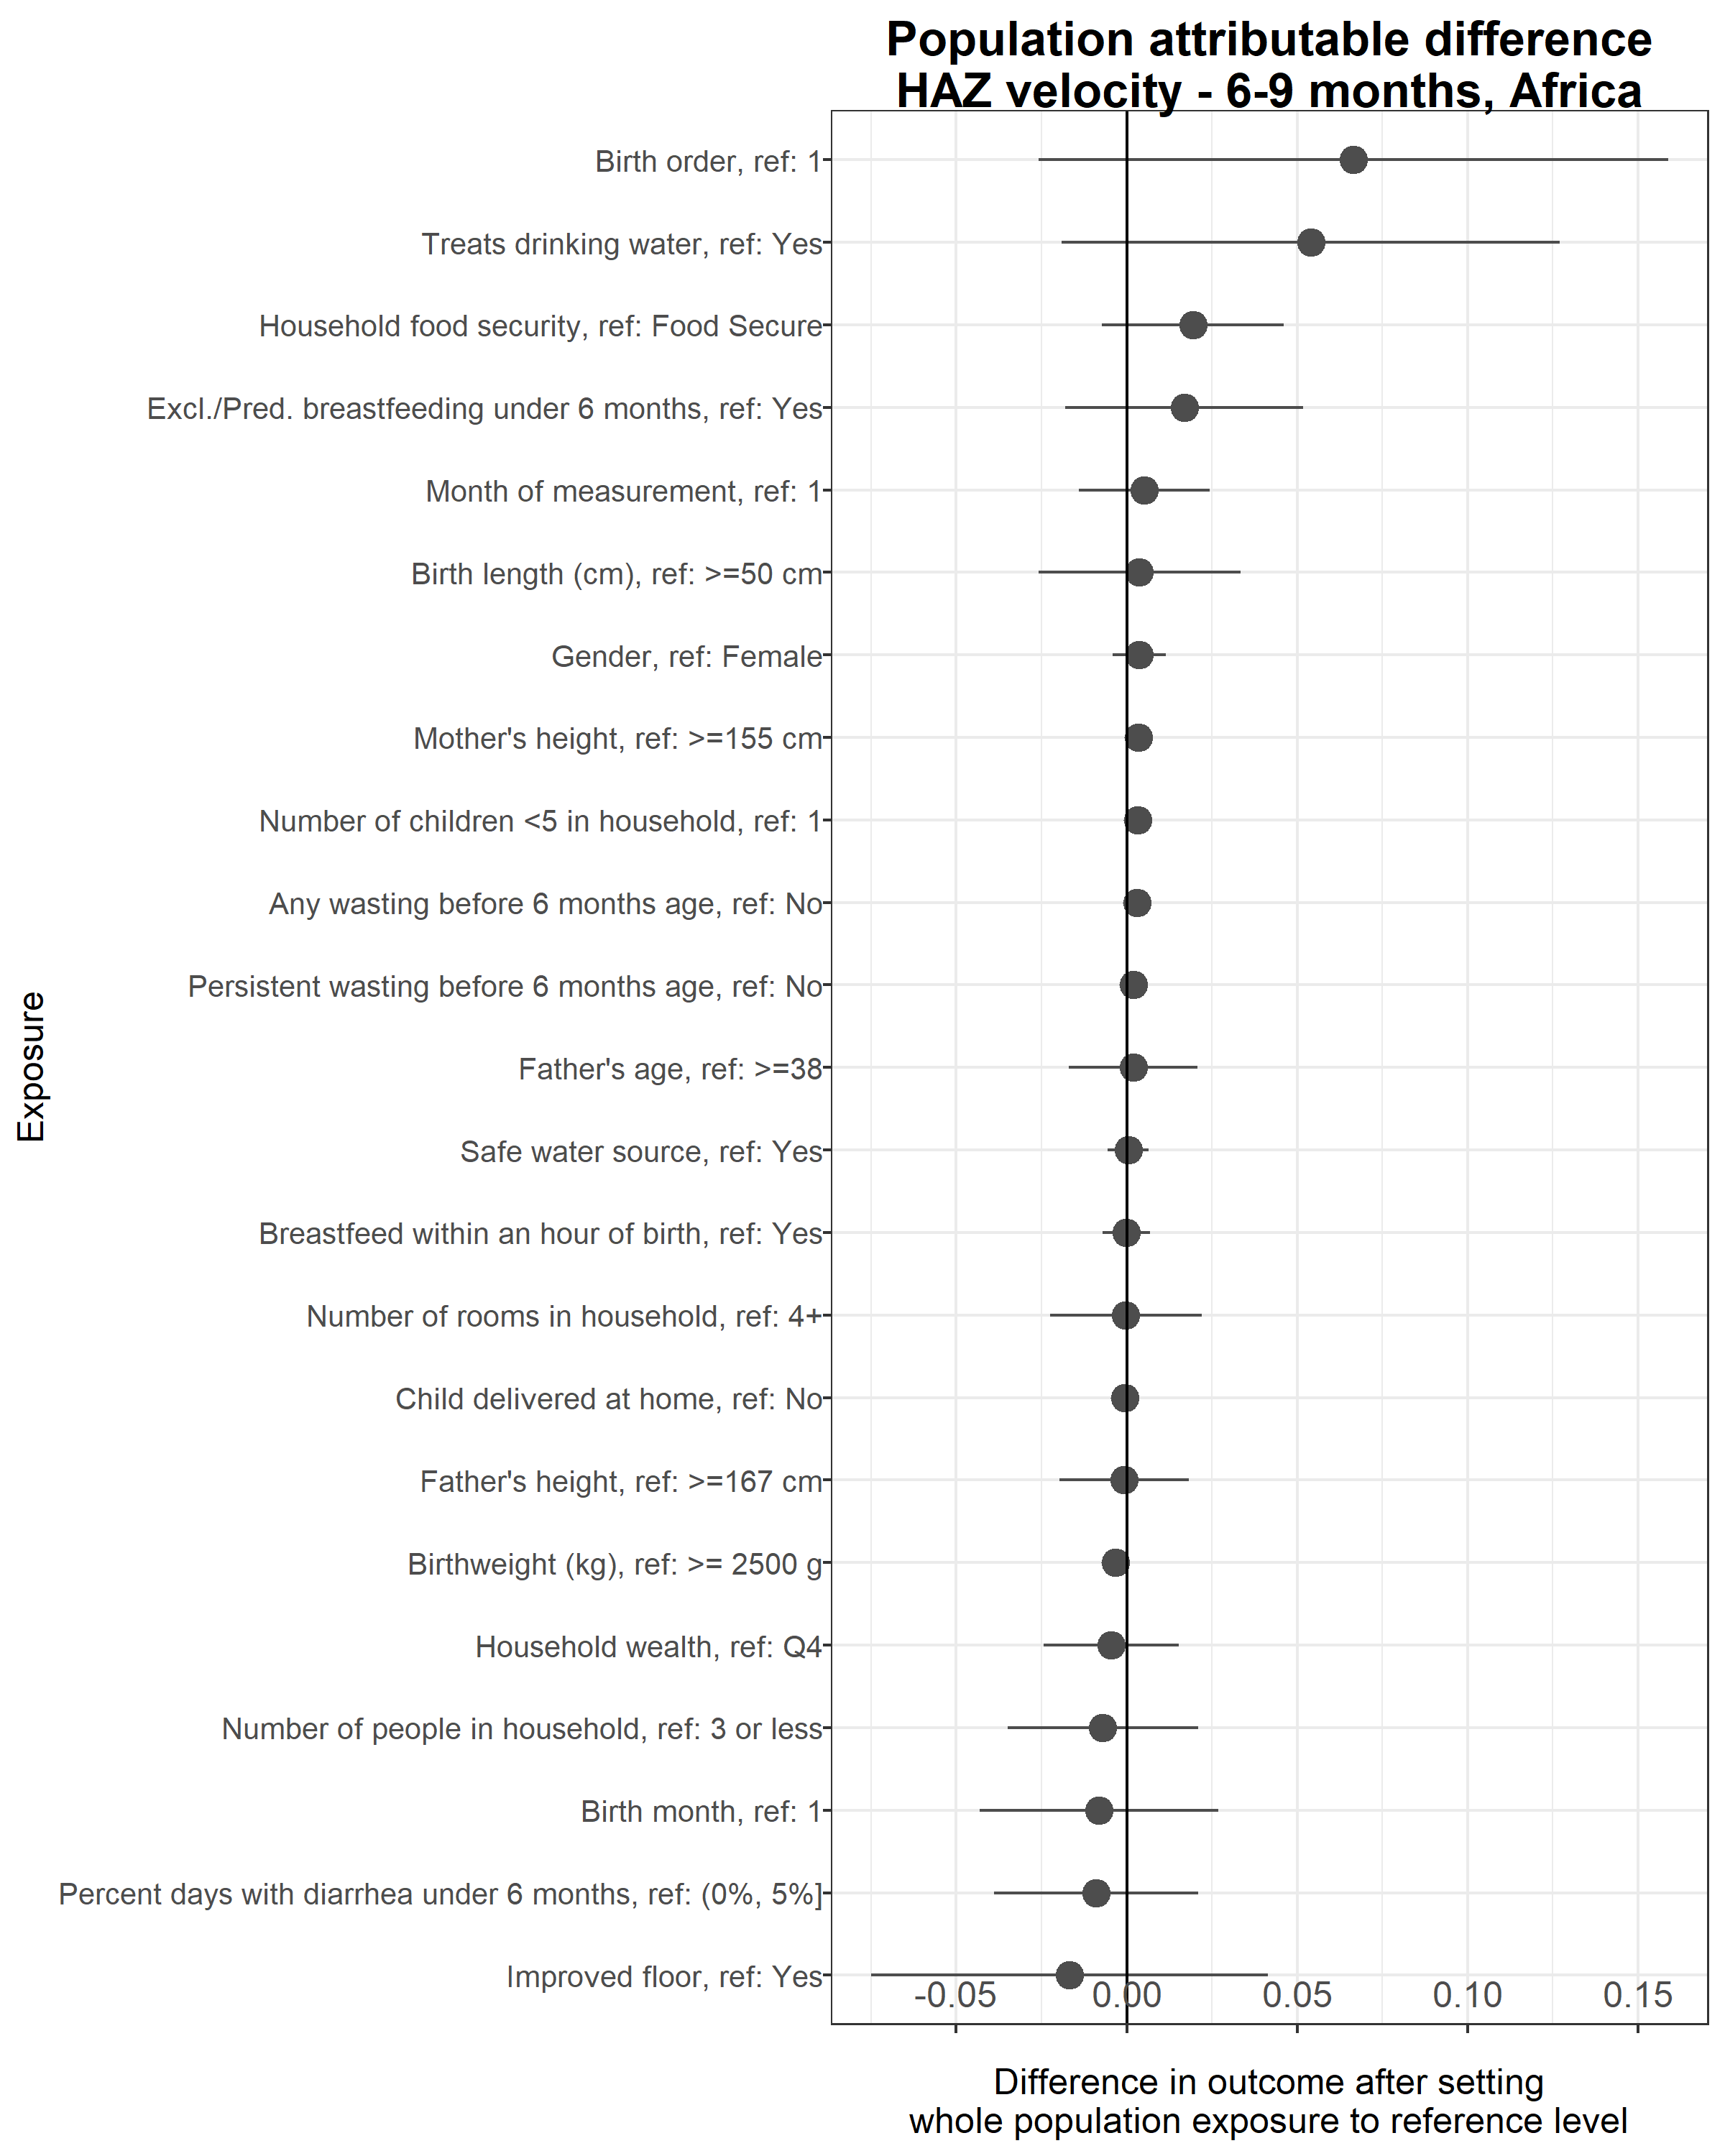 Population attributable difference
HAZ velocity - 6-9 months, Africa
Birth order, ref: 1
Treats drinking water, ref: Yes
Household food security, ref: Food Secure
Excl./Pred. breastfeeding under 6 months, ref: Yes
Month of measurement, ref: 1
Birth length (cm), ref: >=50 cm
Gender, ref: Female
Mother's height, ref: >=155 cm
Number of children <5 in household, ref: 1
Any wasting before 6 months age, ref: No
Persistent wasting before 6 months age, ref: No
Father's age, ref: >=38
Safe water source, ref: Yes
Breastfeed within an hour of birth, ref: Yes
Number of rooms in household, ref: 4+
Child delivered at home, ref: No
Father's height, ref: >=167 cm
Birthweight (kg), ref: >= 2500 g
Household wealth, ref: Q4
Number of people in household, ref: 3 or less
Birth month, ref: 1
Percent days with diarrhea under 6 months, ref: (0%, 5%]
Improved floor, ref: Yes
Exposure
-0.05 0.00 0.05 0.10 0.15
Difference in outcome after setting
whole population exposure to reference level